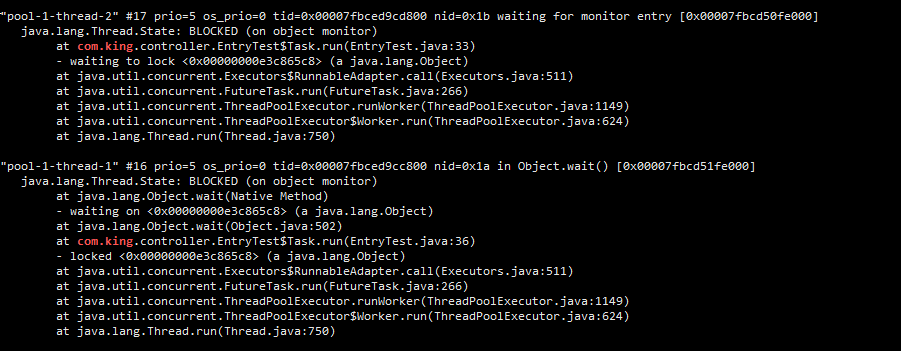 "pool-1-thread-2" #17 prio=5 os_prio=0 tid=0x00007fbced9cd800 nid=0x1b waiting for monitor entry [0x00007fbcd50fe000]
java.lang.Thread.State: BLOCKED (on object monitor)
at com.king.controller.EntryTest$Task.run(EntryTest.java:33)
- waiting to lock <0x00000000e3c865c8> (a java.lang.Object)
at java.util.concurrent.Executors$RunnableAdapter.call(Executors.java:511)
at java.util.concurrent.FutureTask.run(FutureTask.java:266)
at java.util.concurrent.ThreadPoolExecutor.runWorker(ThreadPoolExecutor.java:1149)
at java.util.concurrent.ThreadPoolExecutor$Worker.run(ThreadPoolExecutor.java:624)
at java.lang.Thread.run(Thread.java:750)
"pool-1-thread-1" #16 prio=5 os_prio=0 tid=0x00007fbced9cc800 nid=0x1a in Object.wait() [0x00007fbcd51fe000]
java.lang.Thread.State: BLOCKED (on object monitor)
at java.lang.Object.wait(Native Method)
- waiting on <0x00000000e3c865c8> (a java.lang.Object)
at java.lang.Object.wait(Object.java:502)
at com.king.controller.EntryTest$Task.run(EntryTest.java:36)
- locked <0x00000000e3c865c8> (a java.lang.Object)
at java.util.concurrent.Executors$RunnableAdapter.call(Executors.java:511)
at java.util.concurrent.FutureTask.run(FutureTask.java:266)
at java.util.concurrent.ThreadPoolExecutor.runWorker(ThreadPoolExecutor.java:1149)
at java.util.concurrent.ThreadPoolExecutor$Worker.run(ThreadPoolExecutor.java:624)
at java.lang.Thread.run(Thread.java:750)